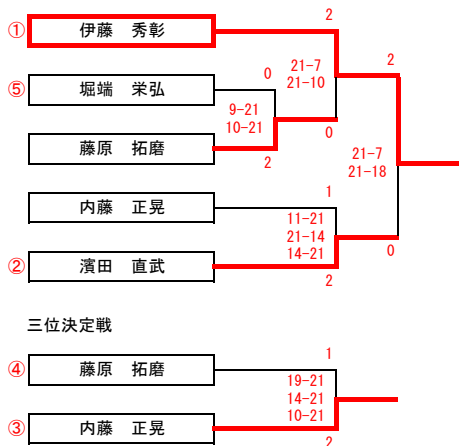 2
① 伊藤 秀彰
21-7
21-10
2
0
⑤ 堀端 栄弘
9-21
10-21
0
藤原 拓磨
2
21-7
21-18
内藤 正晃
1
11-21
21-14
14-21
0
② 濱田 直武
2
三位決定戦
④ 藤原 拓磨
1
19-21
14-21
10-21
③ 内藤 正晃
2